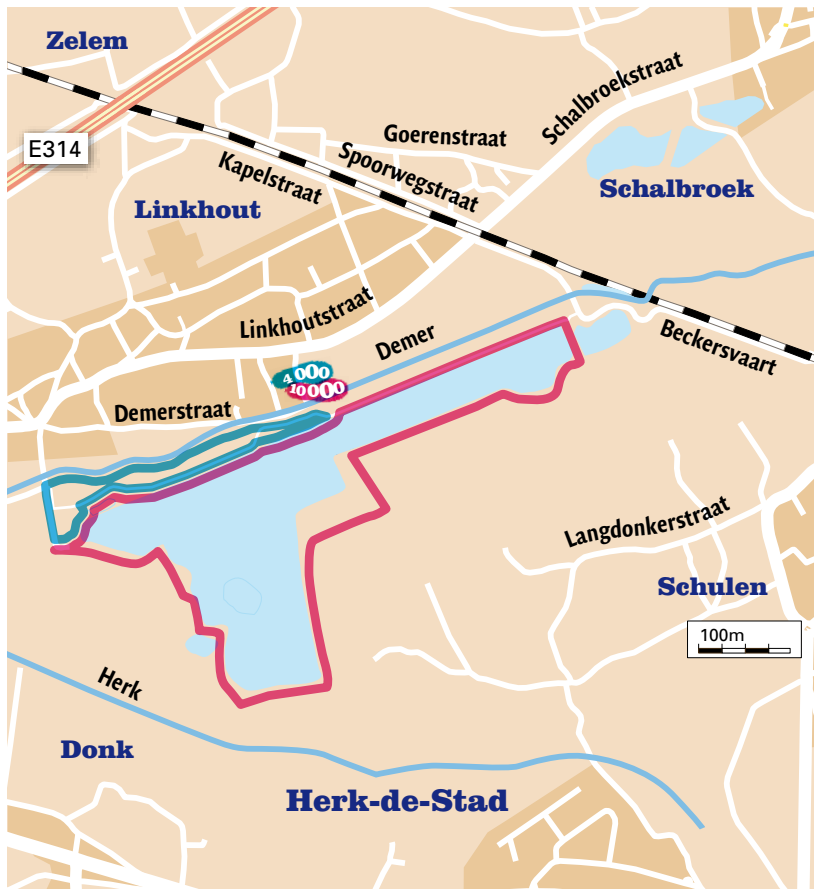 Zelem
Schalbroekstraat
Goerenstraat
E314
Spoorwegstraat
Kapelstraat
Schalbroek
Linkhout
Linkhoutstraat
Demer
Beckersvaart
4000
10000
Demerstraat
Langdonkerstraat
Schulen
100m
Herk
Donk
Herk-de-Stad